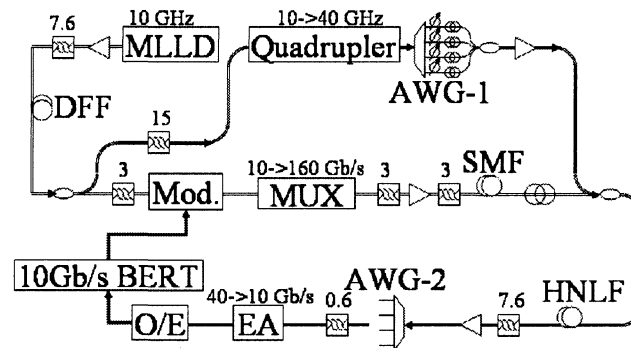 7.6
10 GHz
MLLD
10->40 GHz
Quadrupler
AWG-1
DFF
15
3
Mod.
10->160 Gb/s
MUX
3
3
SMF
10Gb/s BERT
O/E
40->10 Gb/s
EA
0.6
AWG-2
7.6
HNLF